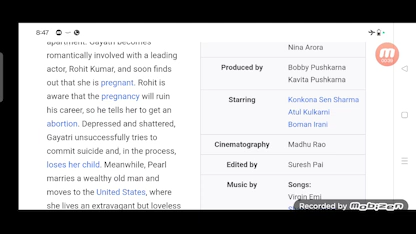 8:47
apartment. Gayatri becomes
romantically involved with a leading
actor, Rohit Kumar, and soon finds
out that she is pregnant. Rohit is
aware that the pregnancy will ruin
his career, so he tells her to get an
abortion. Depressed and shattered,
Gayatri unsuccessfully tries to
commit suicide and, in the process,
loses her child. Meanwhile, Pearl
marries a wealthy old man and
moves to the United States, where
she lives an extravagant but loveless
Nina Arora
Produced by Bobby Pushkarna
Kavita Pushkarna
Starring Konkona Sen Sharma
Atul Kulkarni
Boman Irani
Cinematography Madhu Rao
Edited by Suresh Pai
Music by Songs:
Virgin Emi
Recorded by mobizen